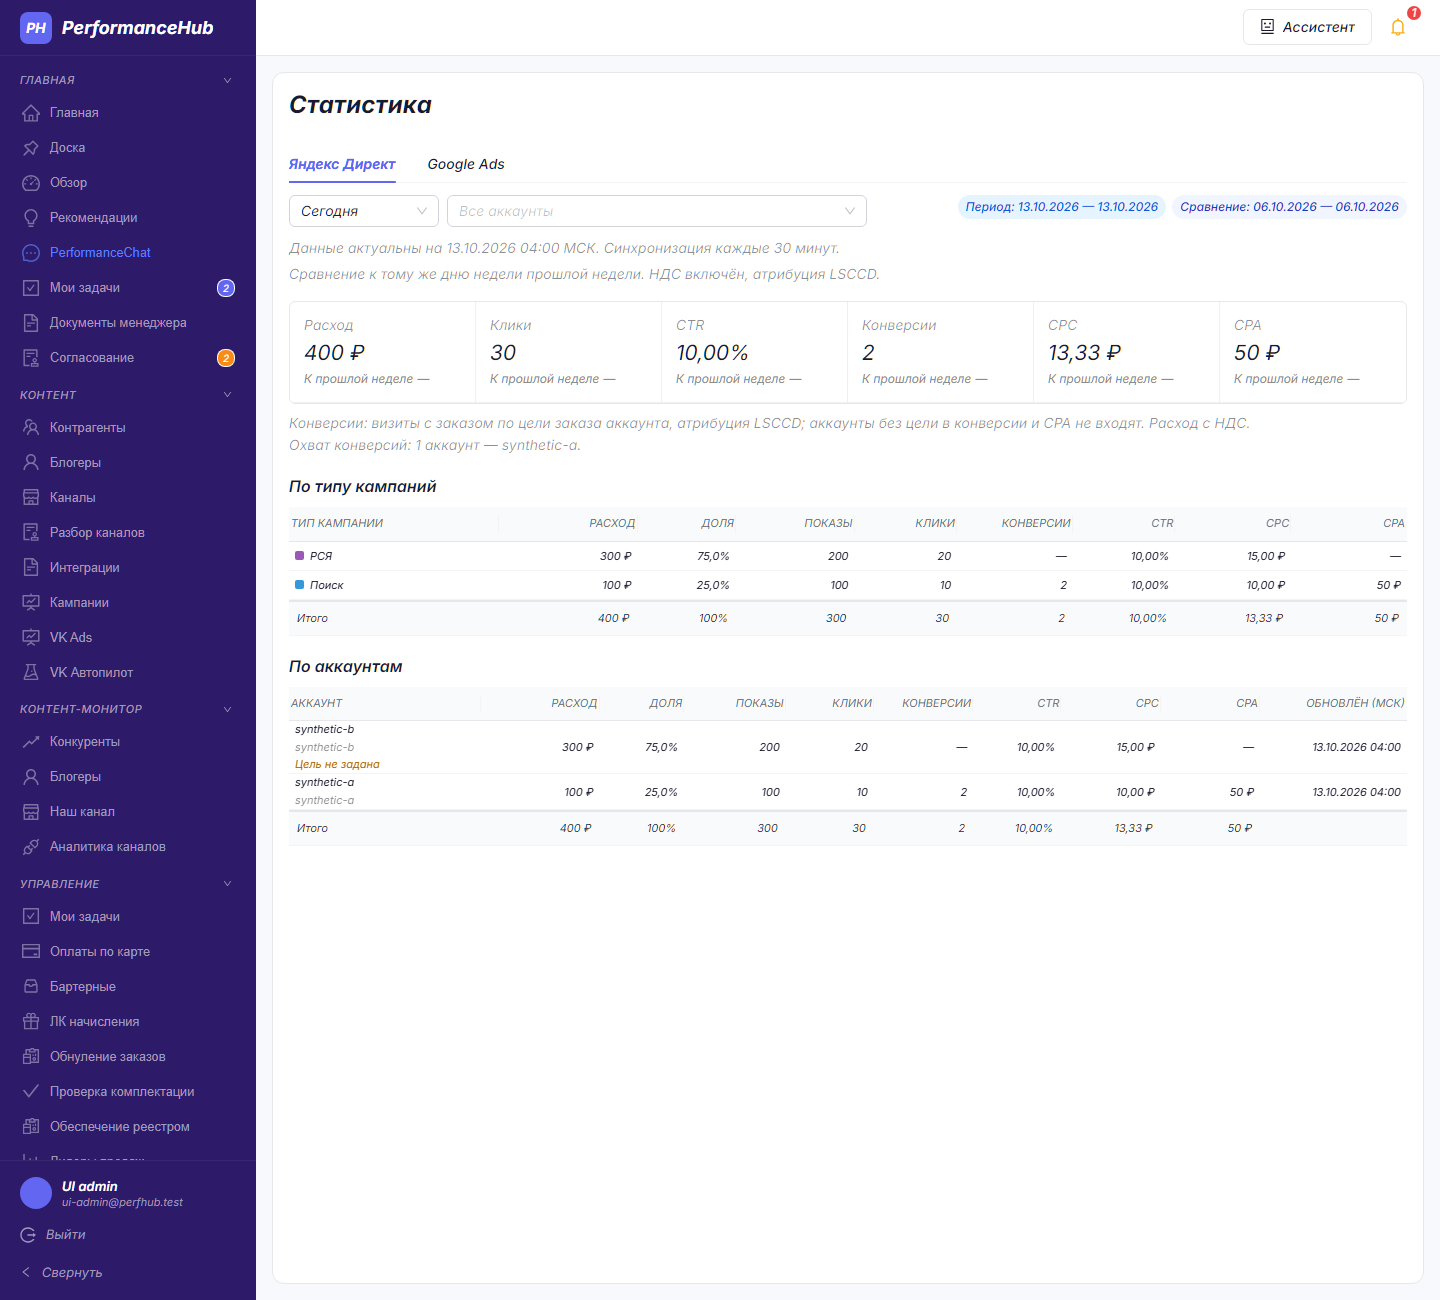 PH PerformanceHub
Ассистент
1
ГЛАВНАЯ
Главная
Доска
Обзор
Рекомендации
PerformanceChat
Мои задачи 2
Документы менеджера
Согласование 2
КОНТЕНТ
Контрагенты
Блогеры
Каналы
Разбор каналов
Интеграции
Кампании
VK Ads
VK Автопилот
КОНТЕНТ-МОНИТОР
Конкуренты
Блогеры
Наш канал
Аналитика каналов
УПРАВЛЕНИЕ
Мои задачи
Оплаты по карте
Бартерные
ЛК начисления
Обнуление заказов
Проверка комплектации
Обеспечение реестром
UI admin
ui-admin@perfhub.test
Выйти
Свернуть
Статистика
Яндекс Директ Google Ads
Сегодня Все аккаунты Период: 13.10.2026 — 13.10.2026 Сравнение: 06.10.2026 — 06.10.2026
Данные актуальны на 13.10.2026 04:00 МСК. Синхронизация каждые 30 минут.
Сравнение к тому же дню недели прошлой недели. НДС включён, атрибуция LSCCD.
Расход Клики CTR Конверсии CPC CPA
400 ₽ 30 10,00% 2 13,33 ₽ 50 ₽
К прошлой неделе — К прошлой неделе — К прошлой неделе — К прошлой неделе — К прошлой неделе — К прошлой неделе —
Конверсии: визиты с заказом по цели заказа аккаунта, атрибуция LSCCD; аккаунты без цели в конверсии и CPA не входят. Расход с НДС.
Охват конверсий: 1 аккаунт — synthetic-a.
По типу кампаний
ТИП КАМПАНИИ РАСХОД ДОЛЯ ПОКАЗЫ КЛИКИ КОНВЕРСИИ CTR CPC CPA
РСЯ 300 ₽ 75,0% 200 20 — 10,00% 15,00 ₽ —
Поиск 100 ₽ 25,0% 100 10 2 10,00% 10,00 ₽ 50 ₽
Итого 400 ₽ 100% 300 30 2 10,00% 13,33 ₽ 50 ₽
По аккаунтам
АККАУНТ РАСХОД ДОЛЯ ПОКАЗЫ КЛИКИ КОНВЕРСИИ CTR CPC CPA ОБНОВЛЁН (МСК)
synthetic-b
synthetic-b 300 ₽ 75,0% 200 20 — 10,00% 15,00 ₽ — 13.10.2026 04:00
Цель не задана
synthetic-a
synthetic-a 100 ₽ 25,0% 100 10 2 10,00% 10,00 ₽ 50 ₽ 13.10.2026 04:00
Итого 400 ₽ 100% 300 30 2 10,00% 13,33 ₽ 50 ₽